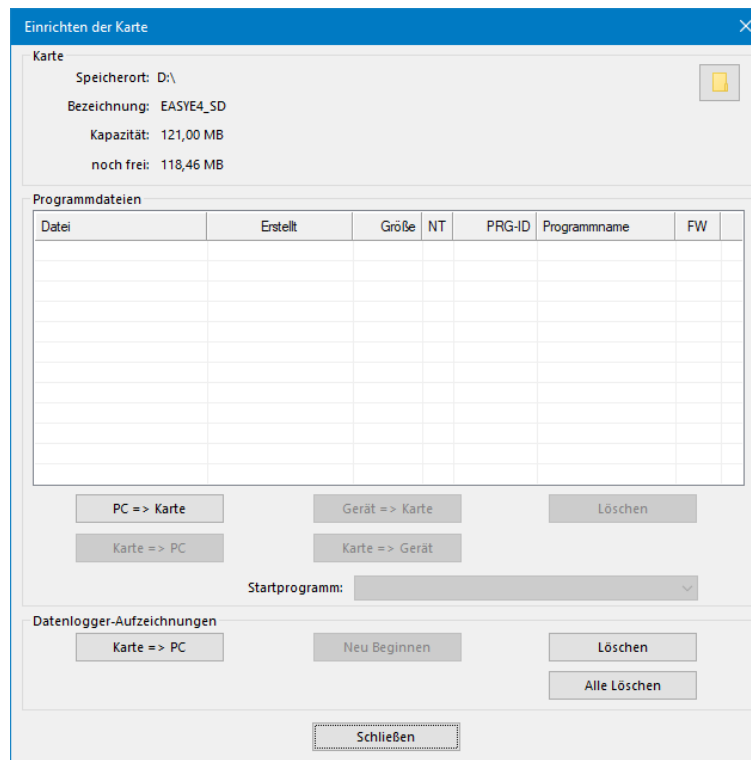 Einrichten der Karte
Karte
Speicherort: D:\
Bezeichnung: EASYE4_SD
Kapazität: 121,00 MB
noch frei: 118,46 MB
Programmdateien
Datei Erstellt Größe NT PRG-ID Programmname FW
PC => Karte Gerät => Karte Löschen
Karte => PC Karte => Gerät
Startprogramm:
Datenlogger-Aufzeichnungen
Karte => PC Neu Beginnen Löschen
Alle Löschen
Schließen